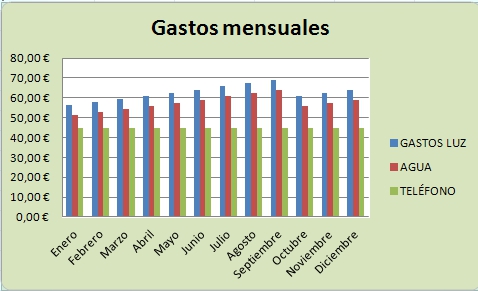 Gastos mensuales
80,00 €
70,00 €
60,00 €
50,00 €
40,00 €
30,00 €
20,00 €
10,00 €
0,00 €
GASTOS LUZ
AGUA
TELÉFONO
Enero
Febrero
Marzo
Abril
Mayo
Junio
Julio
Agosto
Septiembre
Octubre
Noviembre
Diciembre